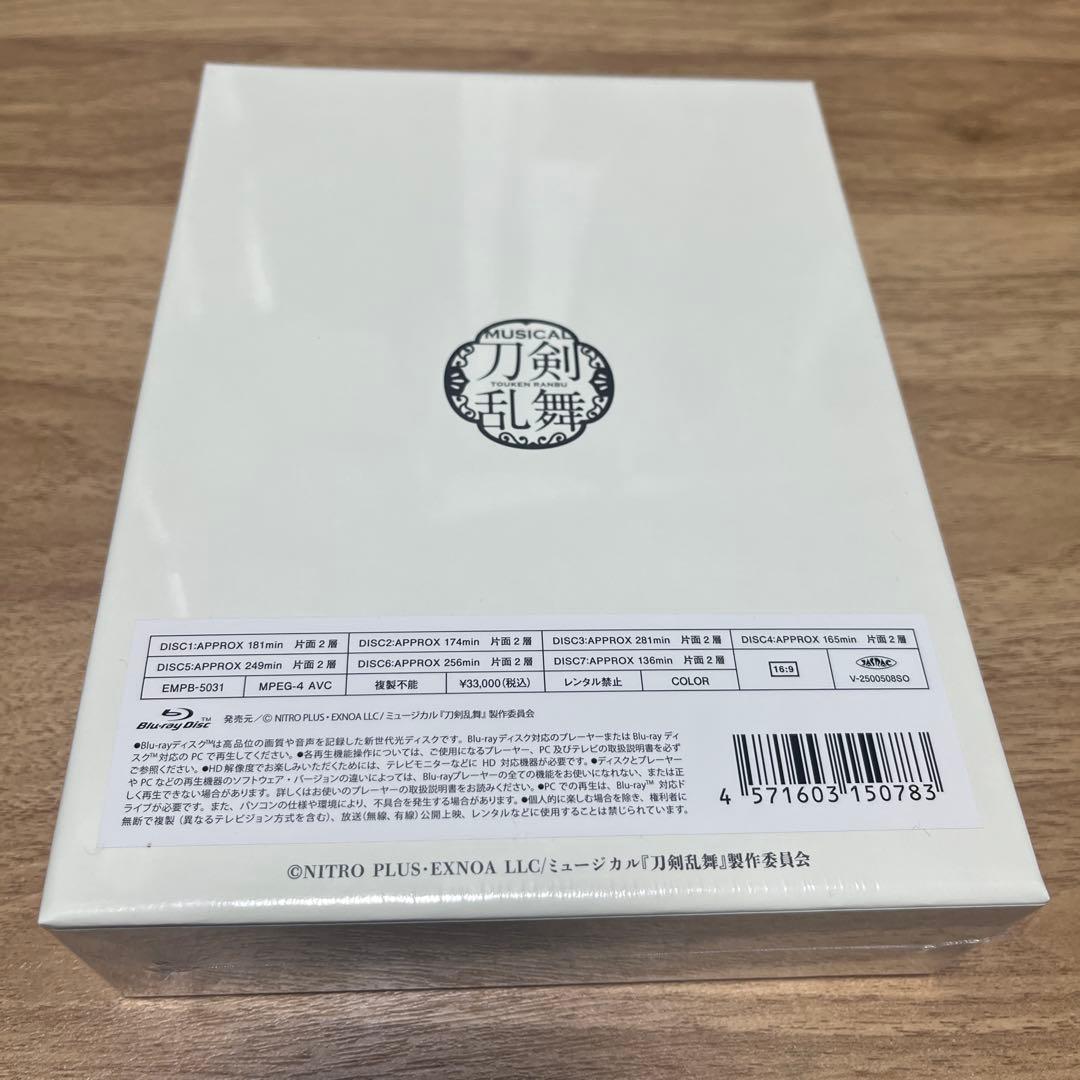 MUSICAL
刀剣
TOUKEN RANBU
乱舞
DISC1:APPROX 181min 片面2層 DISC2:APPROX 174min 片面2層 DISC3:APPROX 281min 片面2層 DISC4:APPROX 165min 片面2層
DISC5:APPROX 249min 片面2層 DISC6:APPROX 256min 片面2層 DISC7:APPROX 136min 片面2層
16:9 JASRAC
EMPB-5031 MPEG-4 AVC 複製不能 ¥33,000(税込) レンタル禁止 COLOR V-2500508SO
Blu-ray Disc™ 発売元/© NITRO PLUS・EXNOA LLC/ミュージカル『刀剣乱舞』製作委員会
●Blu-rayディスク™は高品位の画質や音声を記録した新世代光ディスクです。Blu-rayディスク対応のプレーヤーまたは Blu-ray ディ
スク™対応の PC で再生してください。●各再生機能操作については、ご使用になるプレーヤー、PC 及びテレビの取扱説明書を必ず
ご参照ください。●HD解像度でお楽しみいただくためには、テレビモニターなどに HD 対応機器が必要です。●ディスクとプレーヤー
や PC などの再生機器のソフトウェア・バージョンの違いによっては、Blu-rayプレーヤーの全ての機能をお使いになれない、または正
しく再生できない場合があります。詳しくはお使いのプレーヤーの取扱説明書をお読みください。●PC での再生は、Blu-ray™ 対応ド
ライブが必要です。また、パソコンの仕様や環境により、不具合を発生する場合があります。●個人的に楽しむ場合を除き、権利者に
無断で複製(異なるテレビジョン方式を含む)、放送(無線、有線)公開上映、レンタルなどに使用することは禁じられています。
4 571603 150783
©NITRO PLUS・EXNOA LLC/ミュージカル『刀剣乱舞』製作委員会